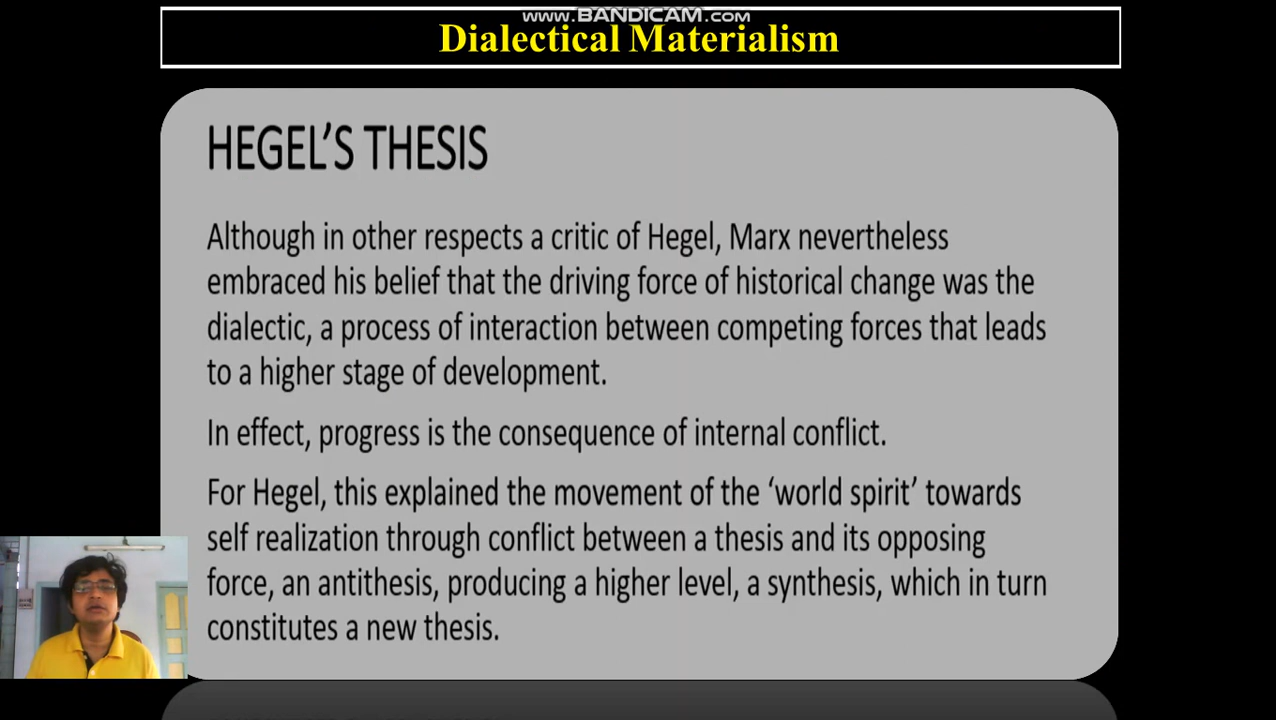 www.BANDICAM.com
Dialectical Materialism
HEGEL’S THESIS
Although in other respects a critic of Hegel, Marx nevertheless
embraced his belief that the driving force of historical change was the
dialectic, a process of interaction between competing forces that leads
to a higher stage of development.
In effect, progress is the consequence of internal conflict.
For Hegel, this explained the movement of the ‘world spirit’ towards
self realization through conflict between a thesis and its opposing
force, an antithesis, producing a higher level, a synthesis, which in turn
constitutes a new thesis.